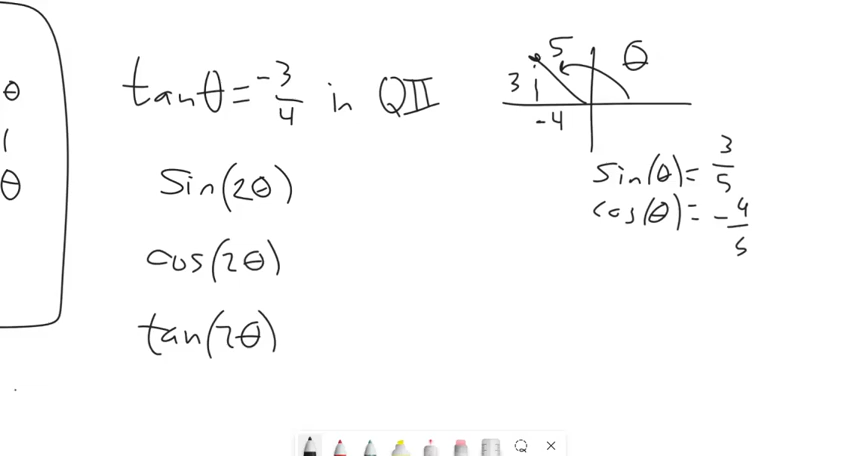 θ
1
θ
tanθ = -3/4 in QII
sin(2θ)
cos(2θ)
tan(2θ)
5
θ
3
-4
sin(θ) = 3/5
cos(θ) = -4/5